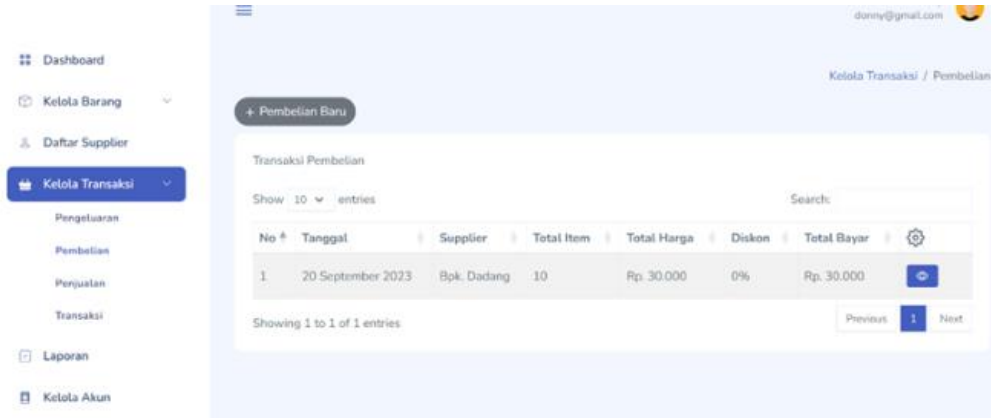 donny@gmail.com
Dashboard
Kelola Barang
Daftar Supplier
Kelola Transaksi
Pengeluaran
Pembelian
Penjualan
Transaksi
Laporan
Kelola Akun
Kelola Transaksi / Pembelian
+ Pembelian Baru
Transaksi Pembelian
Show 10 entries
Search:
No Tanggal Supplier Total Item Total Harga Diskon Total Bayar
1 20 September 2023 Bpk. Dadang 10 Rp. 30.000 0% Rp. 30.000
Showing 1 to 1 of 1 entries
Previous 1 Next